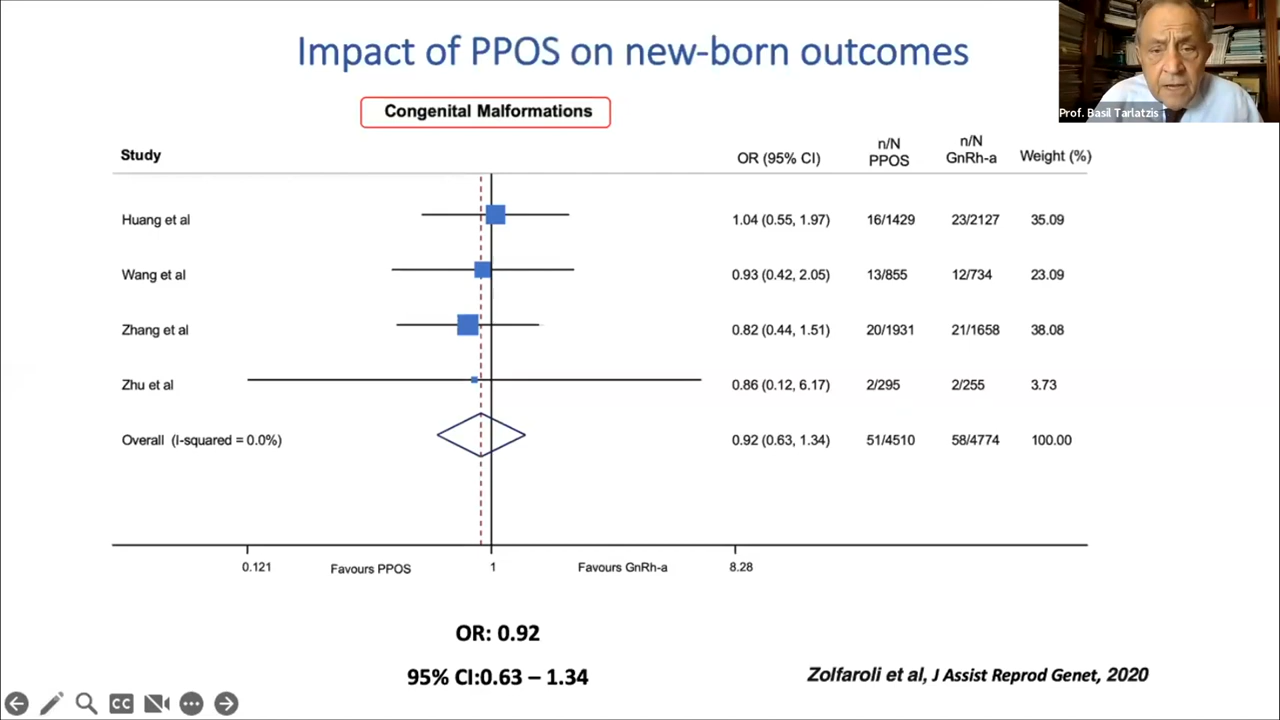 Impact of PPOS on new-born outcomes
Prof. Basil Tarlatzis
Congenital Malformations
Study OR (95% CI) n/N PPOS n/N GnRh-a Weight (%)
Huang et al 1.04 (0.55, 1.97) 16/1429 23/2127 35.09
Wang et al 0.93 (0.42, 2.05) 13/855 12/734 23.09
Zhang et al 0.82 (0.44, 1.51) 20/1931 21/1658 38.08
Zhu et al 0.86 (0.12, 6.17) 2/295 2/255 3.73
Overall (I-squared = 0.0%) 0.92 (0.63, 1.34) 51/4510 58/4774 100.00
0.121 Favours PPOS 1 Favours GnRh-a 8.28
OR: 0.92
95% CI:0.63 – 1.34
Zolfaroli et al, J Assist Reprod Genet, 2020
CC